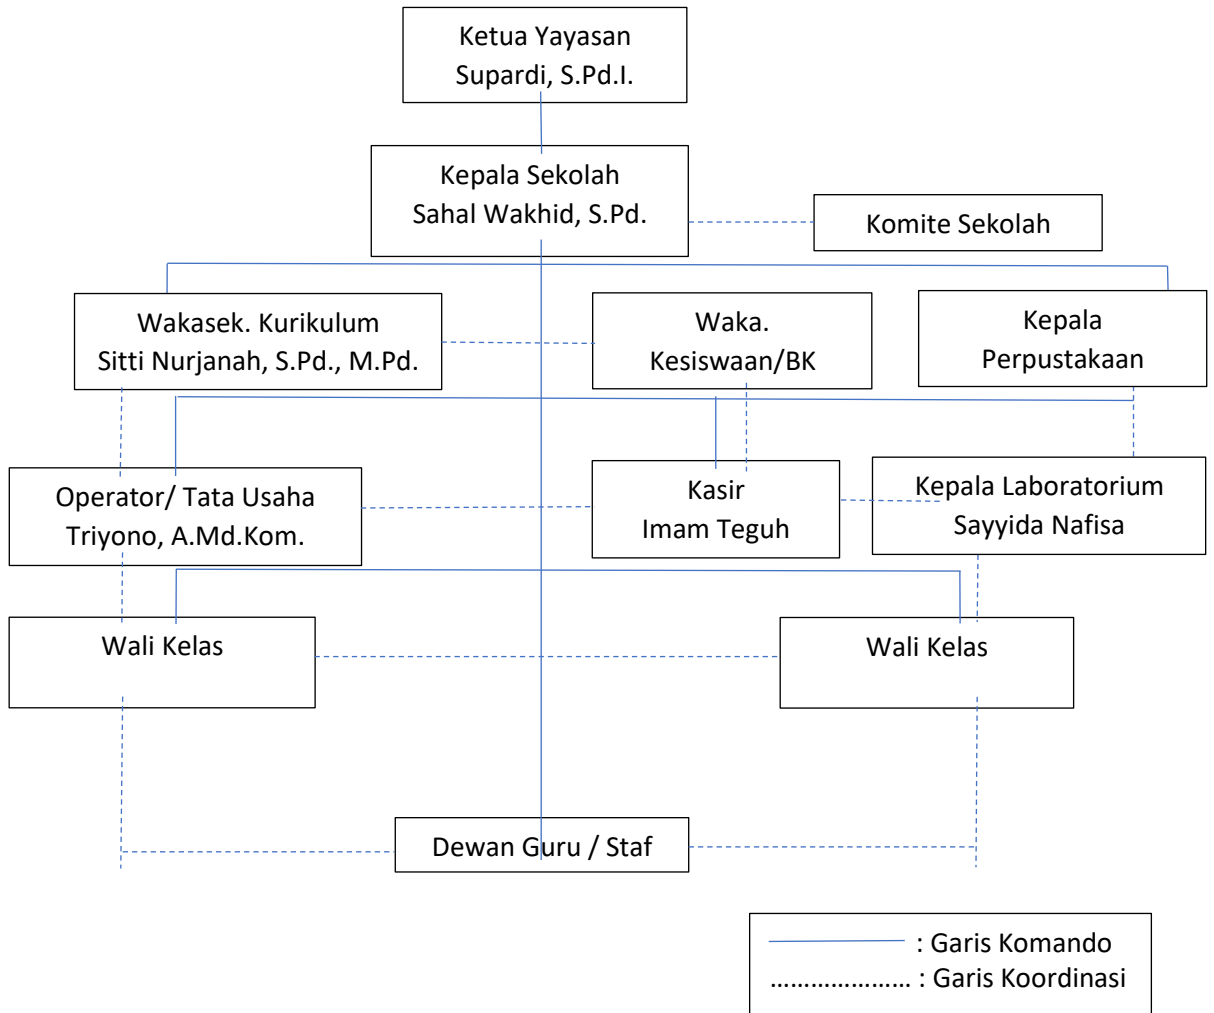 Ketua Yayasan
Supardi, S.Pd.I.
Kepala Sekolah
Sahal Wakhid, S.Pd.
Komite Sekolah
Wakasek. Kurikulum
Sitti Nurjanah, S.Pd., M.Pd.
Waka.
Kesiswaan/BK
Kepala
Perpustakaan
Operator/ Tata Usaha
Triyono, A.Md.Kom.
Kasir
Imam Teguh
Kepala Laboratorium
Sayyida Nafisa
Wali Kelas
Wali Kelas
Dewan Guru / Staf
: Garis Komando
………………… : Garis Koordinasi